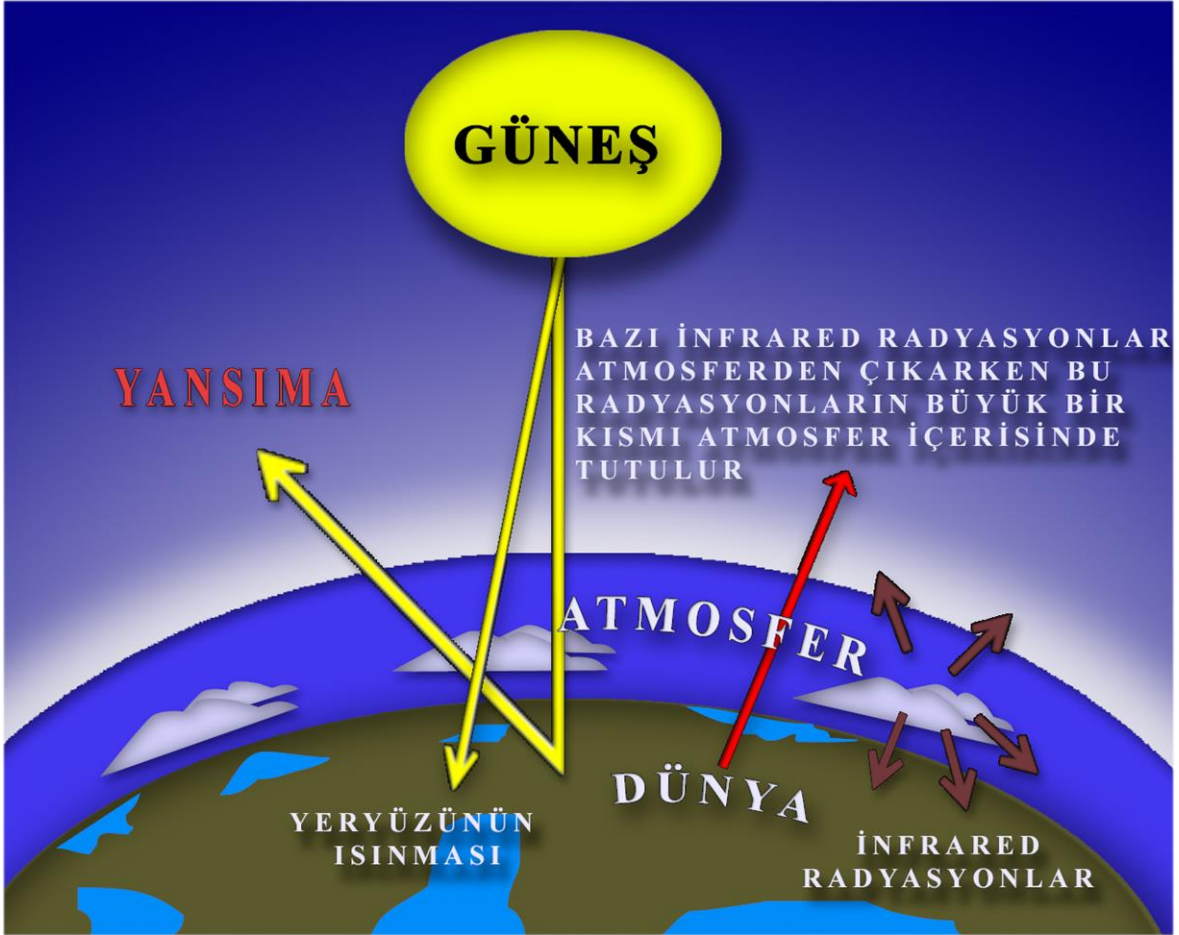 GÜNEŞ
BAZI İNFRARED RADYASYONLAR
ATMOSFERDEN ÇIKARKEN BU
RADYASYONLARIN BÜYÜK BİR
KISMI ATMOSFER İÇERİSİNDE
TUTULUR
YANSIMA
ATMOSFER
DÜNYA
YERYÜZÜNÜN
ISINMASI
İNFRARED
RADYASYONLAR